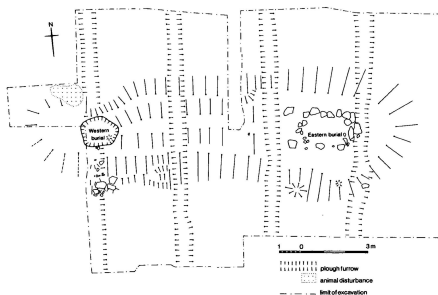 N
Western
burial
Eastern burial
1 0 3m
plough furrow
animal disturbance
limit of excavation